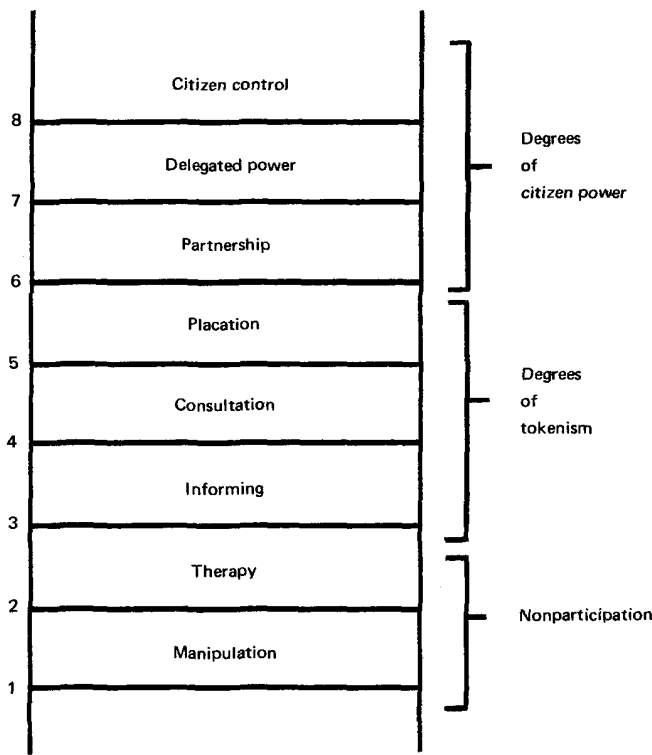 Citizen control
8
Delegated power
7
Partnership
6
Placation
5
Consultation
4
Informing
3
Therapy
2
Manipulation
1
Degrees
of
citizen power
Degrees
of
tokenism
Nonparticipation